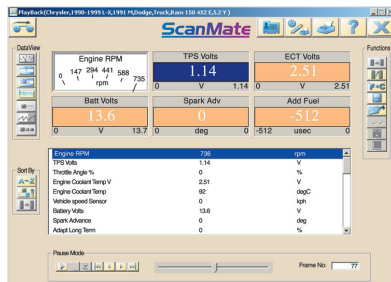 PlayBack(Chrysler,1990-1998 L-X,1991 M,Dodge,Truck,Ram 150 4X2 E,5.2 Y )
ScanMate
DataView
Functions
Engine RPM
0 147 294 441 588 735
rpm
TPS Volts
1.14
0 V 1.14
ECT Volts
2.51
0 V 2.51
Batt Volts
13.6
0 V 13.7
Spark Adv
0
0 deg 0
Add Fuel
-512
-512 usec 0
F=C
Engine RPM 736 rpm
TPS Volts 1.14 V
Throttle Angle % 0 %
Engine Coolant Temp V 2.51 V
Engine Coolant Temp 92 degC
Vehicle speed Sensor 0 kph
Battery Volts 13.6 V
Spark Advance 0 deg
Adapt Long Term 0 %
Sort By
A-Z
Pause Mode
Frame No: 77